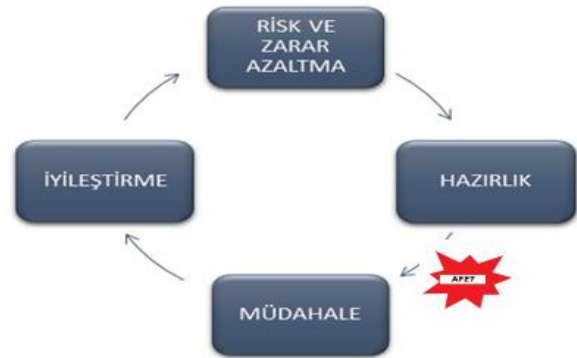 RİSK VE
ZARAR
AZALTMA
İYİLEŞTİRME
HAZIRLIK
AFET
MÜDAHALE